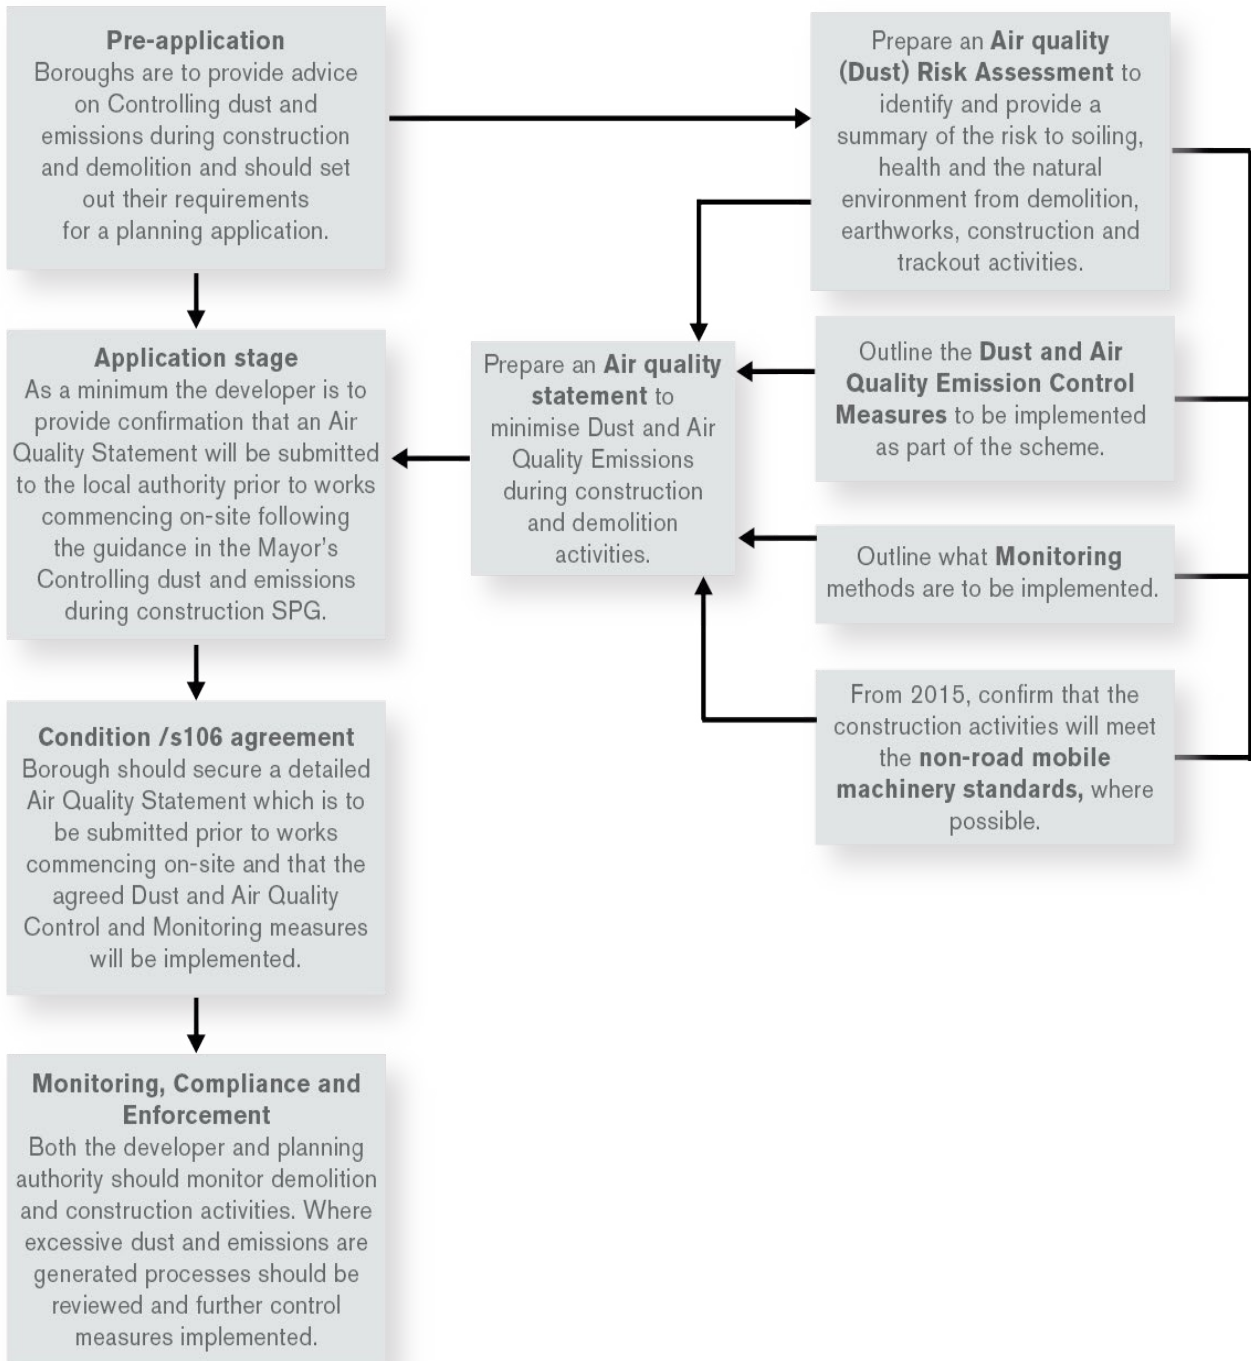 Pre-application
Boroughs are to provide advice
on Controlling dust and
emissions during construction
and demolition and should set
out their requirements
for a planning application.
Prepare an Air quality
(Dust) Risk Assessment to
identify and provide a
summary of the risk to soiling,
health and the natural
environment from demolition,
earthworks, construction and
trackout activities.
Application stage
As a minimum the developer is to
provide confirmation that an Air
Quality Statement will be submitted
to the local authority prior to works
commencing on-site following
the guidance in the Mayor's
Controlling dust and emissions
during construction SPG.
Prepare an Air quality
statement to
minimise Dust and Air
Quality Emissions
during construction
and demolition
activities.
Outline the Dust and Air
Quality Emission Control
Measures to be implemented
as part of the scheme.
Outline what Monitoring
methods are to be implemented.
From 2015, confirm that the
construction activities will meet
the non-road mobile
machinery standards, where
possible.
Condition /s106 agreement
Borough should secure a detailed
Air Quality Statement which is to
be submitted prior to works
commencing on-site and that the
agreed Dust and Air Quality
Control and Monitoring measures
will be implemented.
Monitoring, Compliance and
Enforcement
Both the developer and planning
authority should monitor demolition
and construction activities. Where
excessive dust and emissions are
generated processes should be
reviewed and further control
measures implemented.